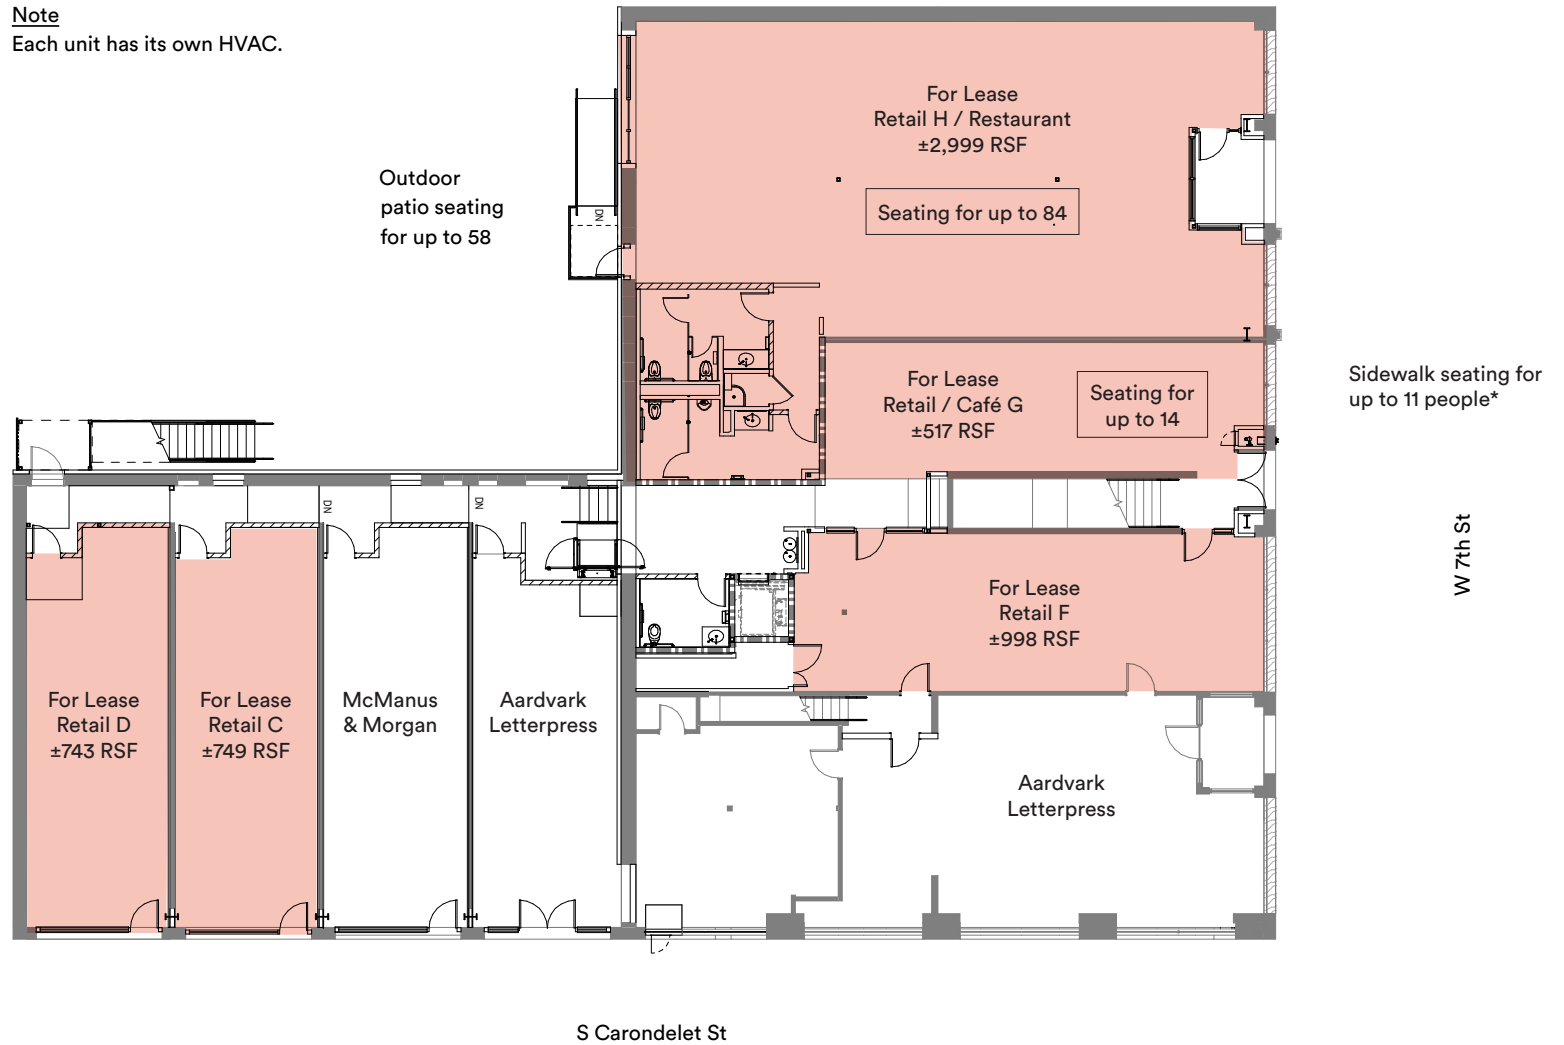 Note
Each unit has its own HVAC.
For Lease
Retail H / Restaurant
±2,999 RSF
Seating for up to 84
Outdoor
patio seating
for up to 58
DN
For Lease
Retail / Café G
±517 RSF
Seating for
up to 14
Sidewalk seating for
up to 11 people*
DN
DN
W 7th St
For Lease
Retail F
±998 RSF
For Lease
Retail D
±743 RSF
For Lease
Retail C
±749 RSF
McManus
& Morgan
Aardvark
Letterpress
Aardvark
Letterpress
S Carondelet St